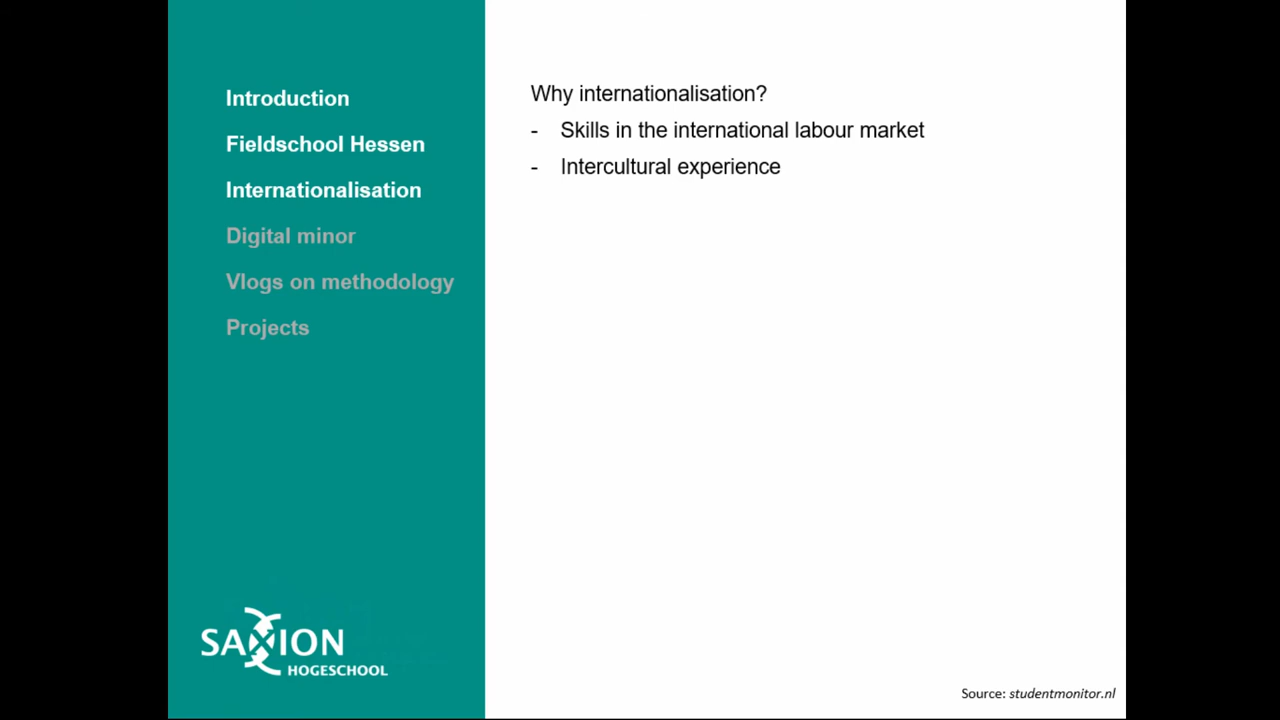 Introduction
Fieldschool Hessen
Internationalisation
Digital minor
Vlogs on methodology
Projects
SAXION
HOGESCHOOL
Why internationalisation?
- Skills in the international labour market
- Intercultural experience
Source: studentmonitor.nl